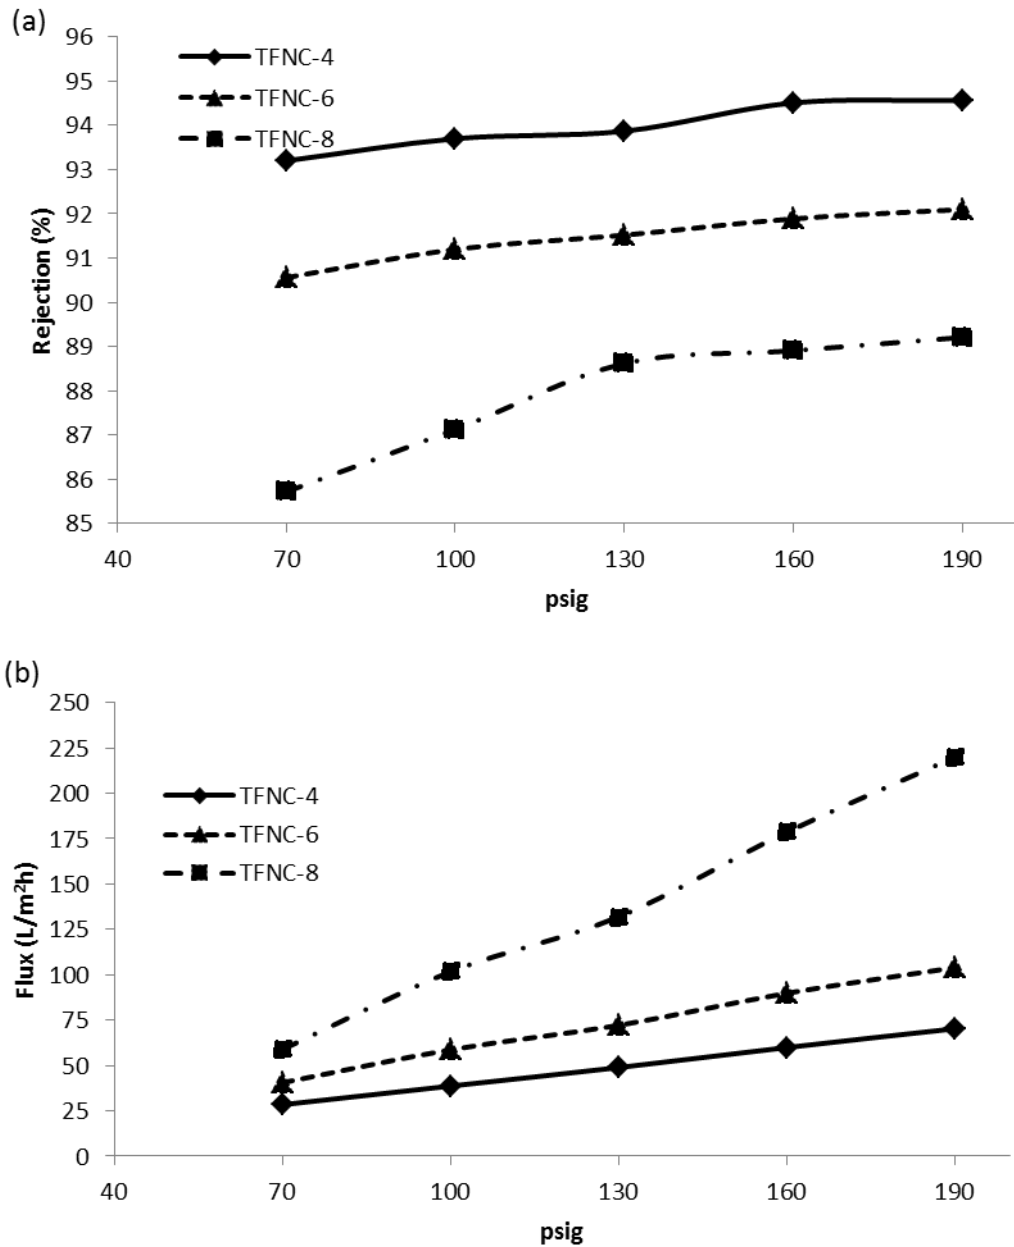 (a)
96
95
94
93
92
91
90
89
88
87
86
85
Rejection (%)
TFNC-4
TFNC-6
TFNC-8
40 70 100 130 160 190
psig
(b)
250
225
200
175
150
125
100
75
50
25
0
Flux (L/m²h)
TFNC-4
TFNC-6
TFNC-8
40 70 100 130 160 190
psig